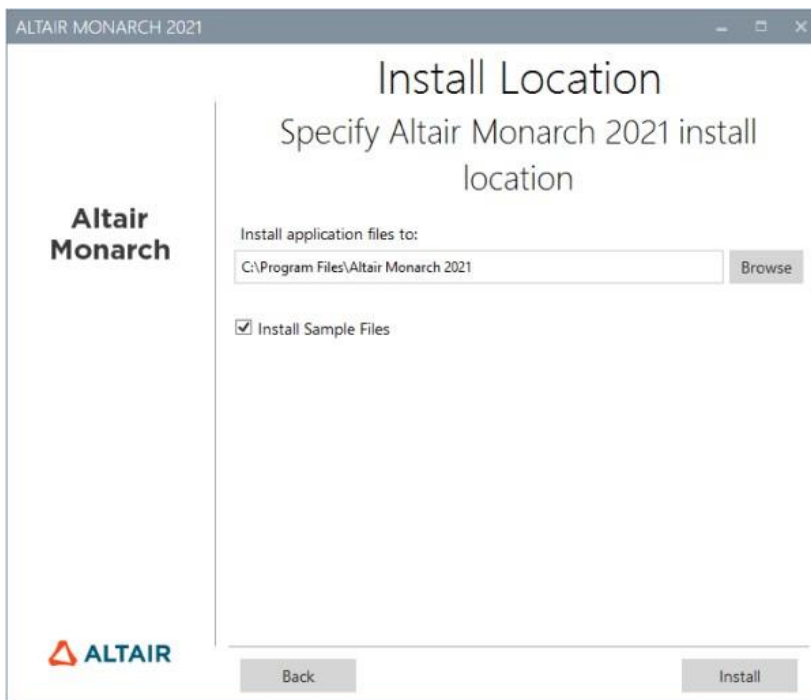 ALTAIR MONARCH 2021
Install Location
Specify Altair Monarch 2021 install
location
Altair
Monarch
Install application files to:
C:\Program Files\Altair Monarch 2021
Browse
Install Sample Files
ALTAIR
Back
Install